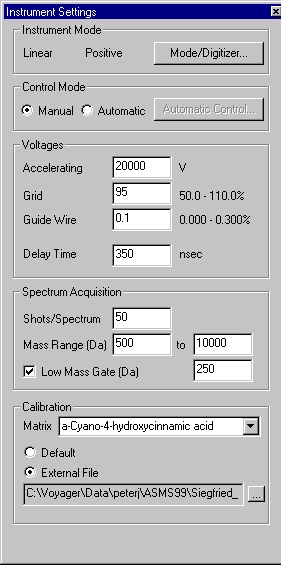 Instrument Settings
Instrument Mode
Linear Positive Mode/Digitizer...
Control Mode
Manual Automatic Automatic Control...
Voltages
Accelerating 20000 V
Grid 95 50.0 - 110.0%
Guide Wire 0.1 0.000 - 0.300%
Delay Time 350 nsec
Spectrum Acquisition
Shots/Spectrum 50
Mass Range (Da) 500 to 10000
Low Mass Gate (Da) 250
Calibration
Matrix a-Cyano-4-hydroxycinnamic acid
Default
External File
C:\Voyager\Data\peterj\ASMS99\Siegfried_ ...